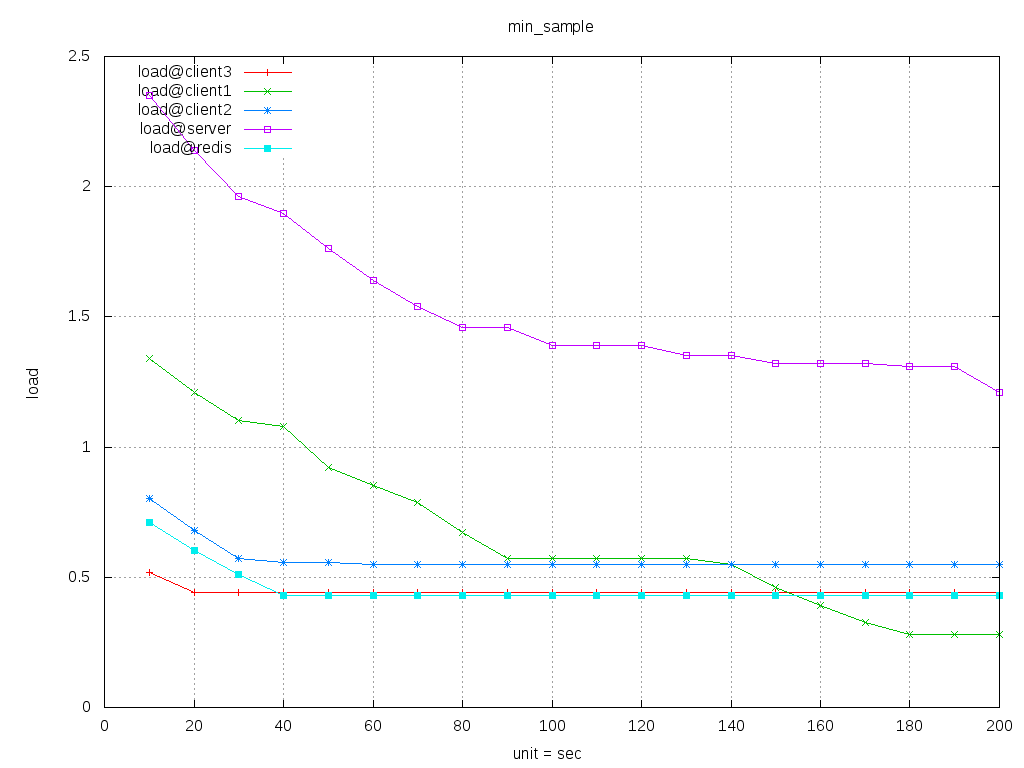 min_sample
2.5
2
1.5
1
0.5
0
load
load@client3
load@client1
load@client2
load@server
load@redis
0 20 40 60 80 100 120 140 160 180 200
unit = sec